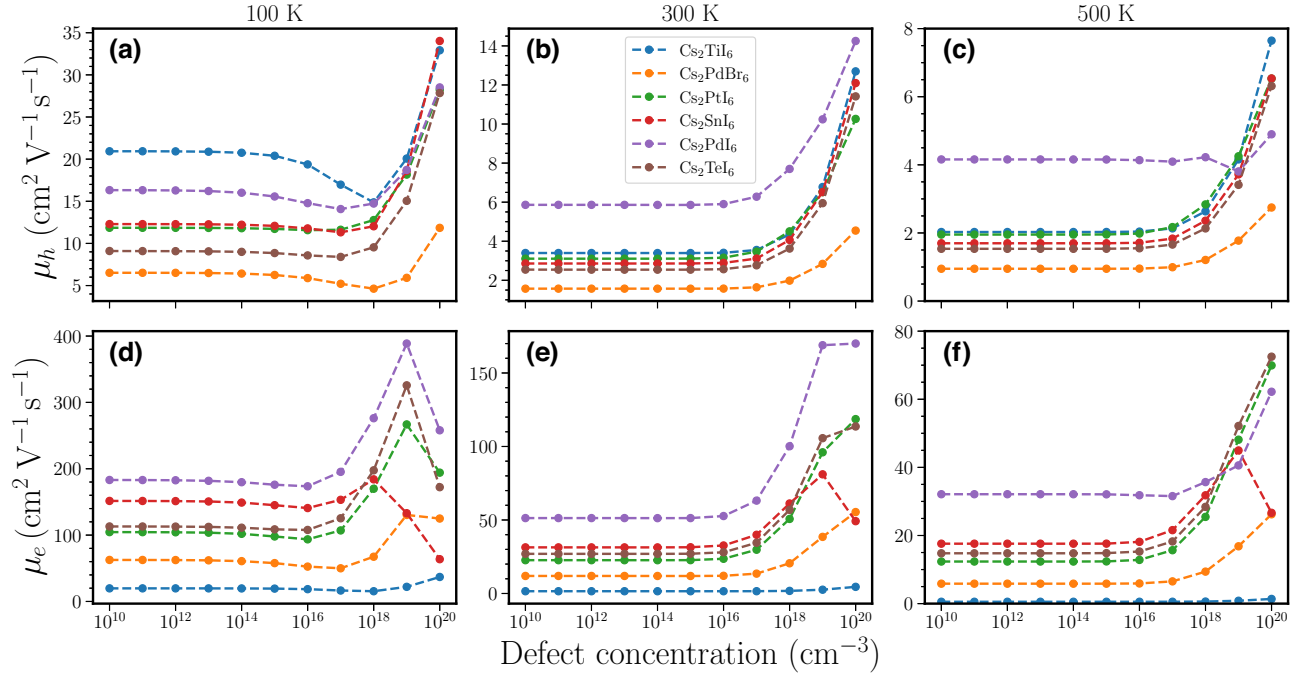 100 K
300 K
500 K
(a)
(b)
(c)
μₕ (cm² V⁻¹ s⁻¹)
35
30
25
20
15
10
5
14
12
10
8
6
4
2
8
6
4
2
0
Cs₂TiI₆
Cs₂PdBr₆
Cs₂PtI₆
Cs₂SnI₆
Cs₂PdI₆
Cs₂TeI₆
(d)
(e)
(f)
μₑ (cm² V⁻¹ s⁻¹)
400
300
200
100
0
150
100
50
0
80
60
40
20
0
10¹⁰ 10¹² 10¹⁴ 10¹⁶ 10¹⁸ 10²⁰
10¹⁰ 10¹² 10¹⁴ 10¹⁶ 10¹⁸ 10²⁰
10¹⁰ 10¹² 10¹⁴ 10¹⁶ 10¹⁸ 10²⁰
Defect concentration (cm⁻³)